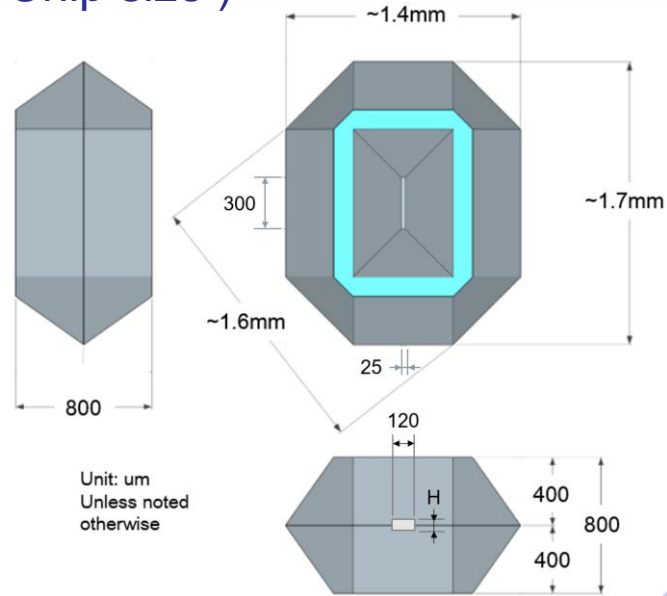 ~1.4mm
300
~1.7mm
~1.6mm
25
800
120
Unit: um
Unless noted
otherwise
H
400
800
400